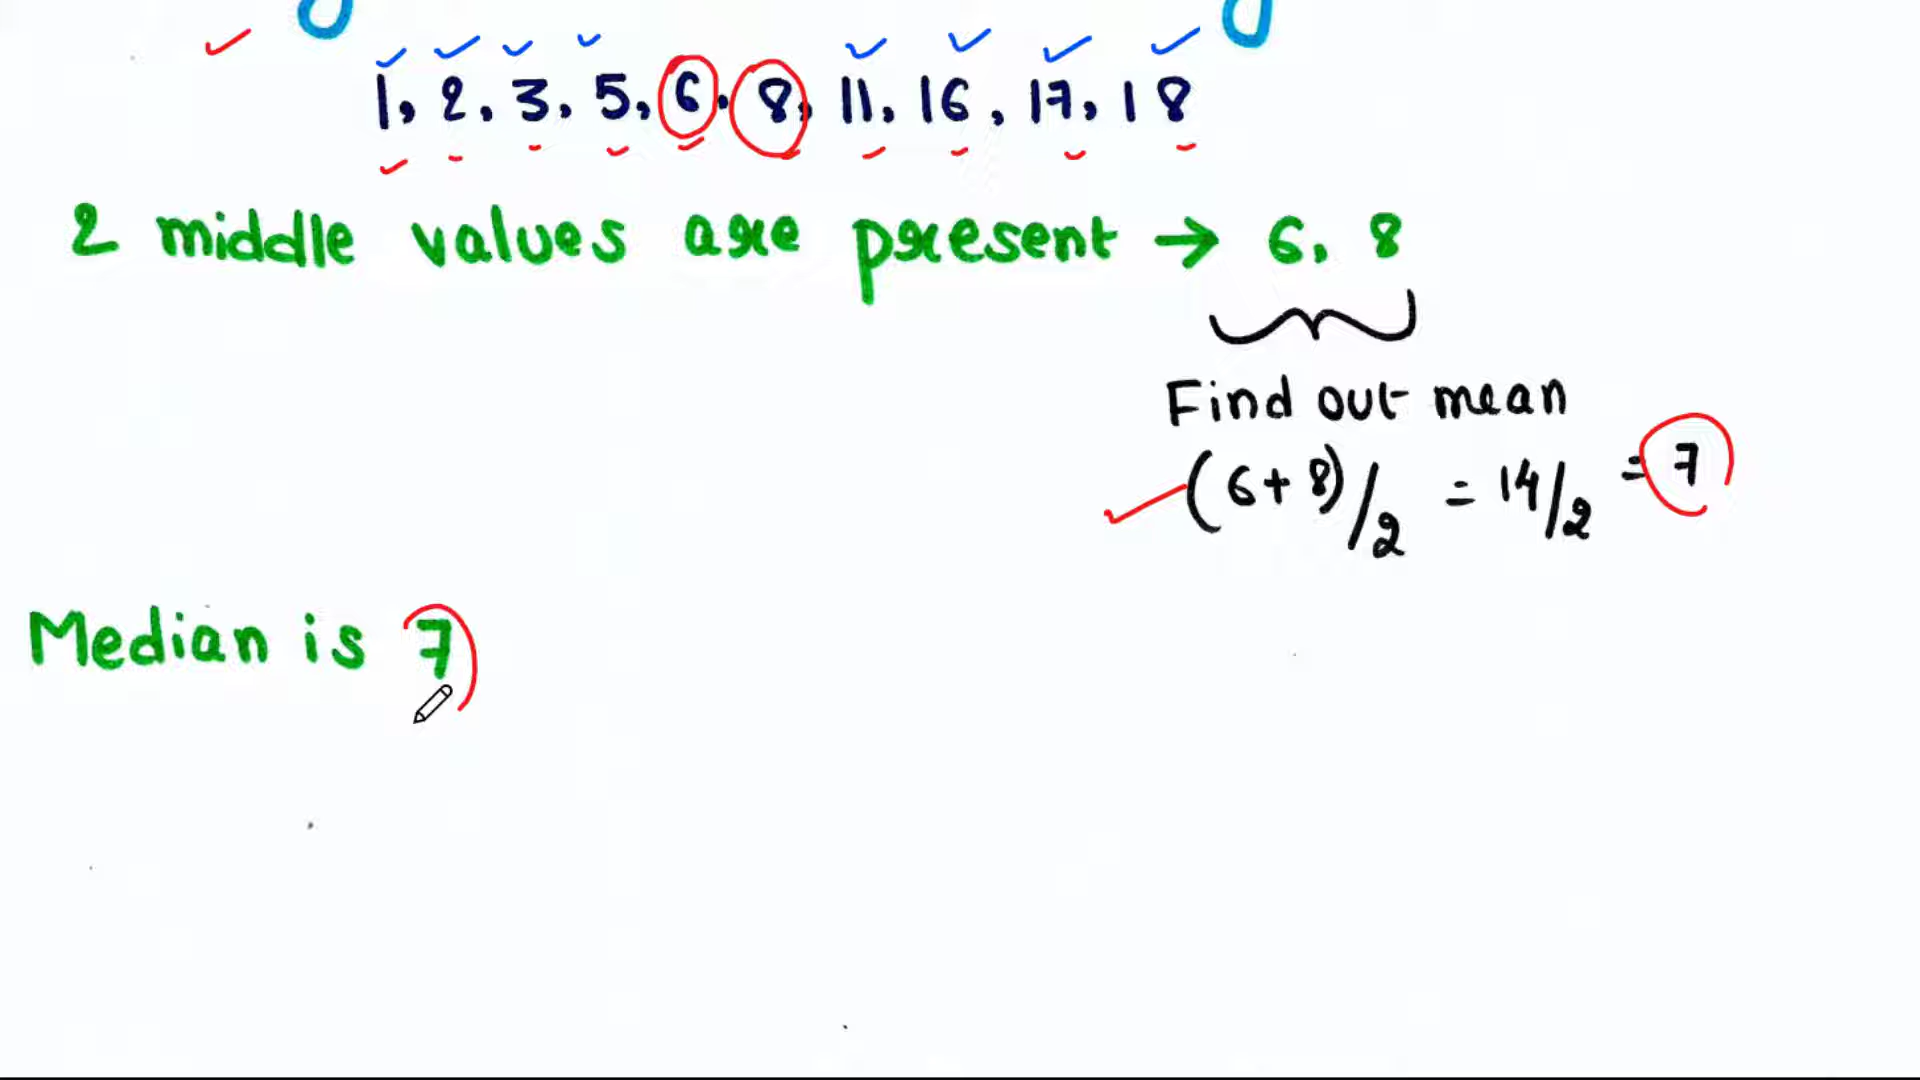 1, 2, 3, 5, 6, 8, 11, 16, 17, 18
2 middle values are present → 6, 8
Find out mean
(6+8)/2 = 14/2 = 7
Median is 7